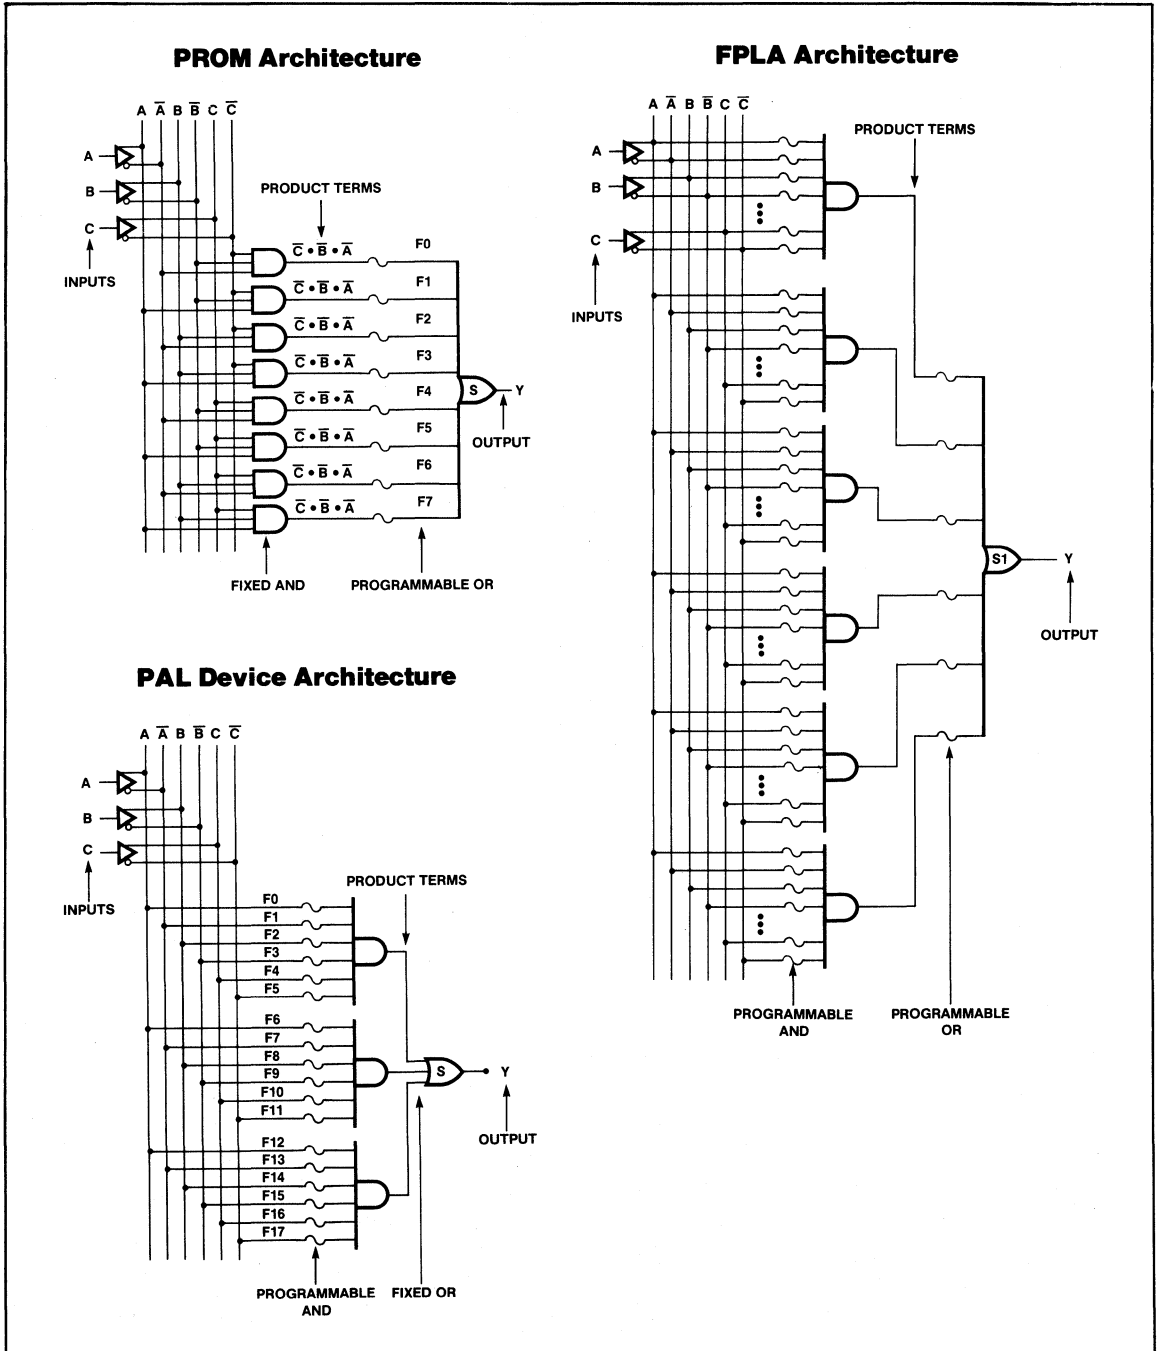 PROM Architecture
A A̅ B B̅ C C̅
A
B
C
INPUTS
PRODUCT TERMS
C̅ • B̅ • A̅ F0
C̅ • B̅ • A̅ F1
C̅ • B̅ • A̅ F2
C̅ • B̅ • A̅ F3
C̅ • B̅ • A̅ F4
C̅ • B̅ • A̅ F5
C̅ • B̅ • A̅ F6
C̅ • B̅ • A̅ F7
S Y
OUTPUT
FIXED AND PROGRAMMABLE OR
PAL Device Architecture
A A̅ B B̅ C C̅
A
B
C
INPUTS
PRODUCT TERMS
F0
F1
F2
F3
F4
F5
F6
F7
F8
F9
F10
F11
F12
F13
F14
F15
F16
F17
S Y
OUTPUT
PROGRAMMABLE
AND
FIXED OR
FPLA Architecture
A A̅ B B̅ C C̅
A
B
C
INPUTS
PRODUCT TERMS
S1 Y
OUTPUT
PROGRAMMABLE
AND
PROGRAMMABLE
OR